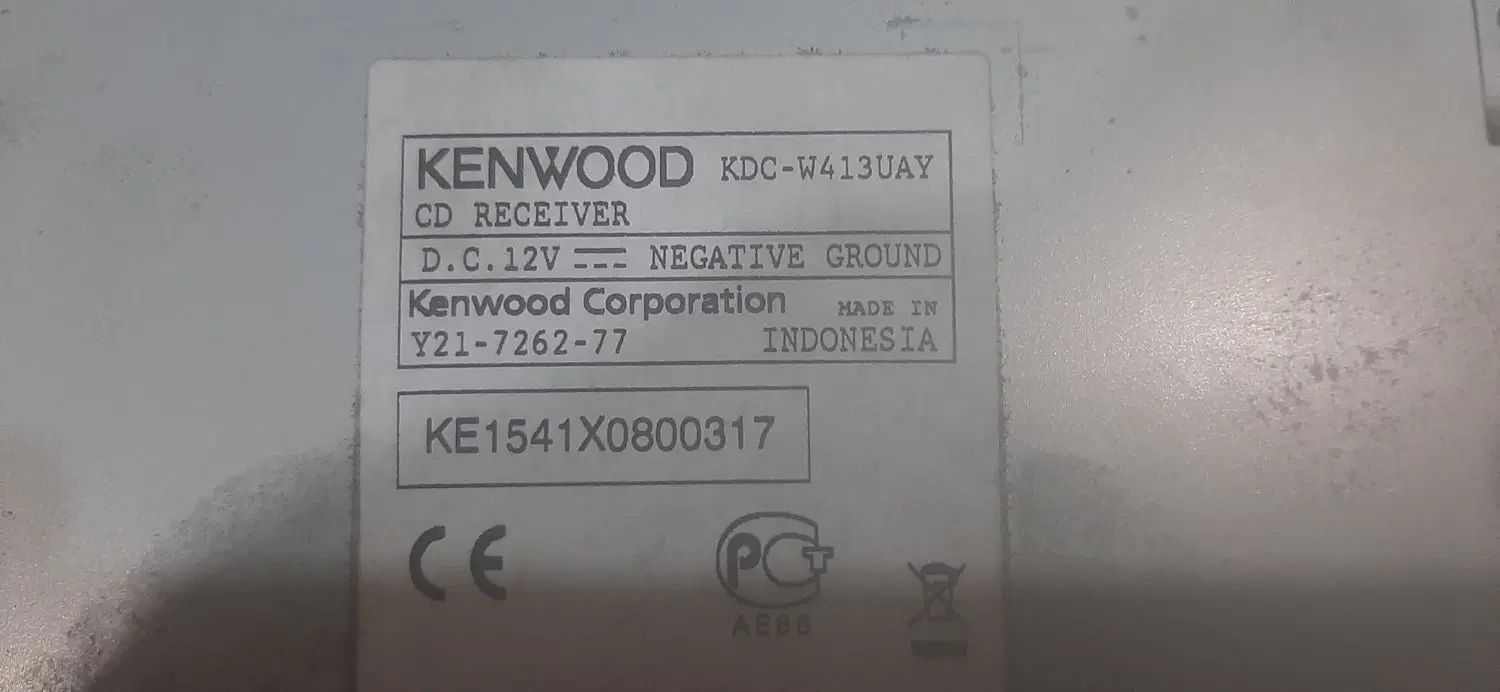 KENWOOD KDC-W413UAY
CD RECEIVER
D.C.12V NEGATIVE GROUND
Kenwood Corporation MADE IN
Y21-7262-77 INDONESIA
KE1541X0800317
CE
PCT